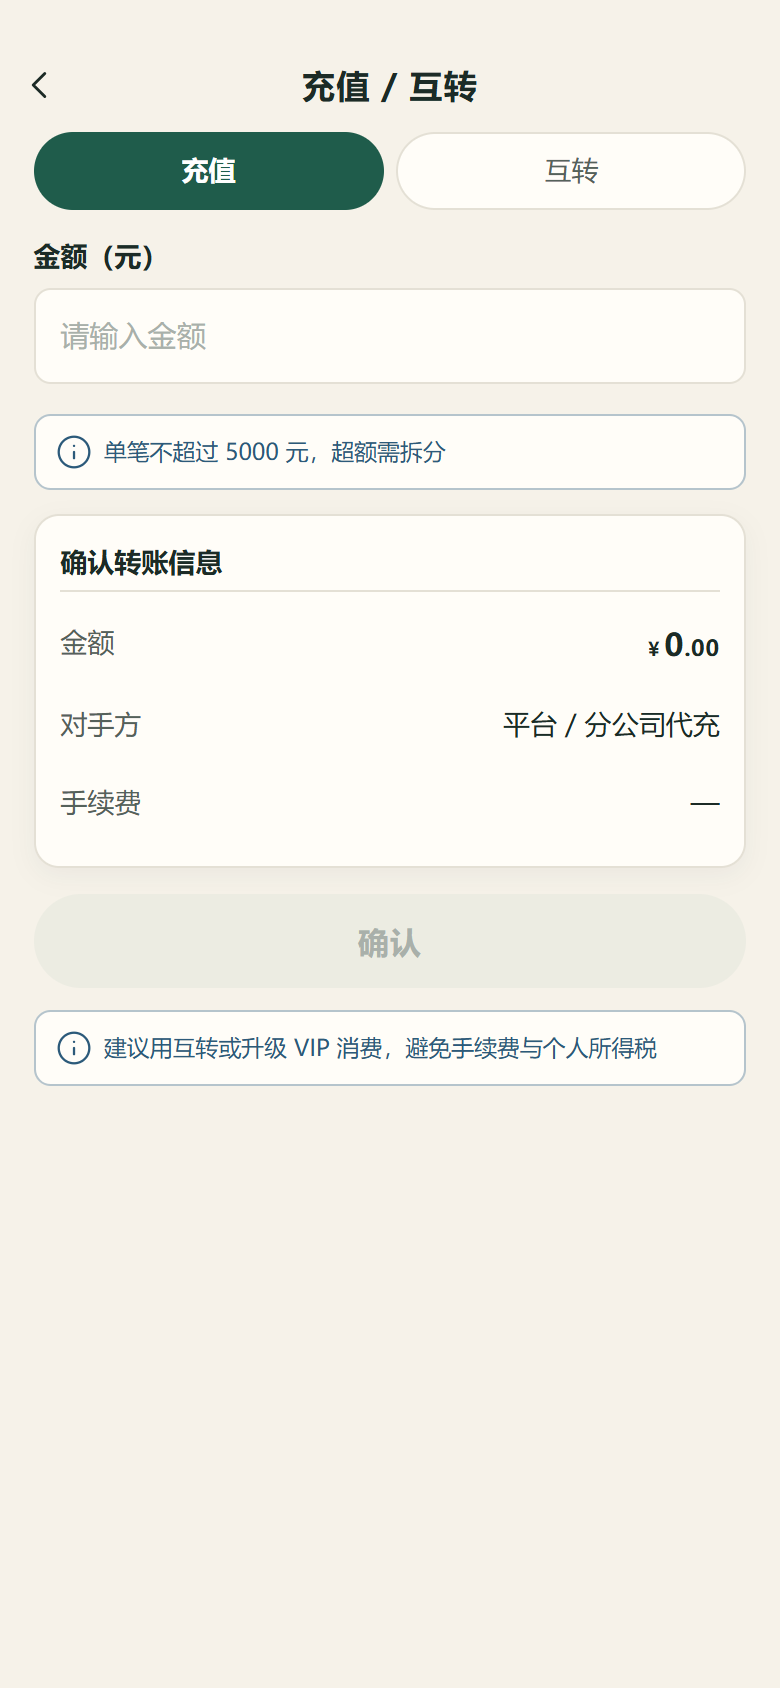 充值 / 互转
充值
互转
金额（元）
请输入金额
单笔不超过 5000 元，超额需拆分
确认转账信息
金额
¥ 0.00
对手方
平台 / 分公司代充
手续费
—
确认
建议用互转或升级 VIP 消费，避免手续费与个人所得税